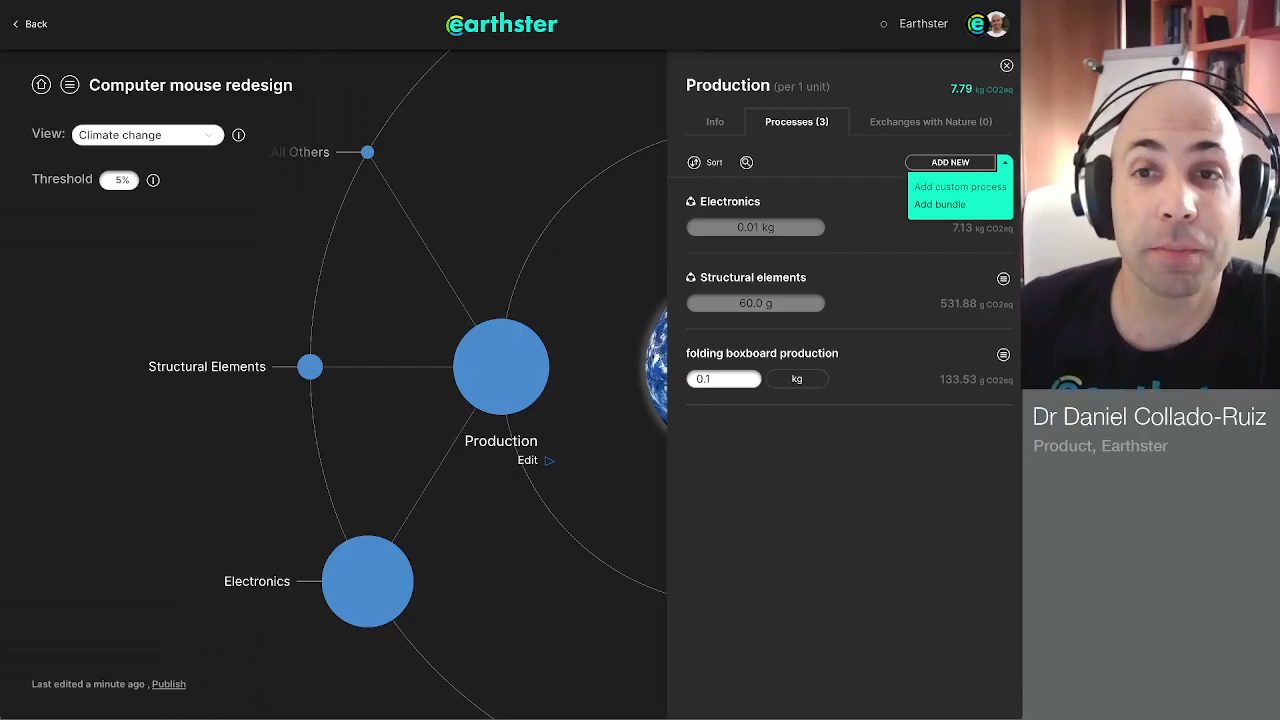 Back
earthster
Earthster
e
Computer mouse redesign
View: Climate change
Threshold 5%
All Others
Structural Elements
Production
Edit
Electronics
Last edited a minute ago , Publish
Production (per 1 unit)
7.79 kg CO2eq
Info
Processes (3)
Exchanges with Nature (0)
Sort
ADD NEW
Add custom process
Add bundle
Electronics
0.01 kg
7.13 kg CO2eq
Structural elements
60.0 g
531.88 g CO2eq
folding boxboard production
0.1 kg
133.53 g CO2eq
earthster
Dr Daniel Collado-Ruiz
Product, Earthster